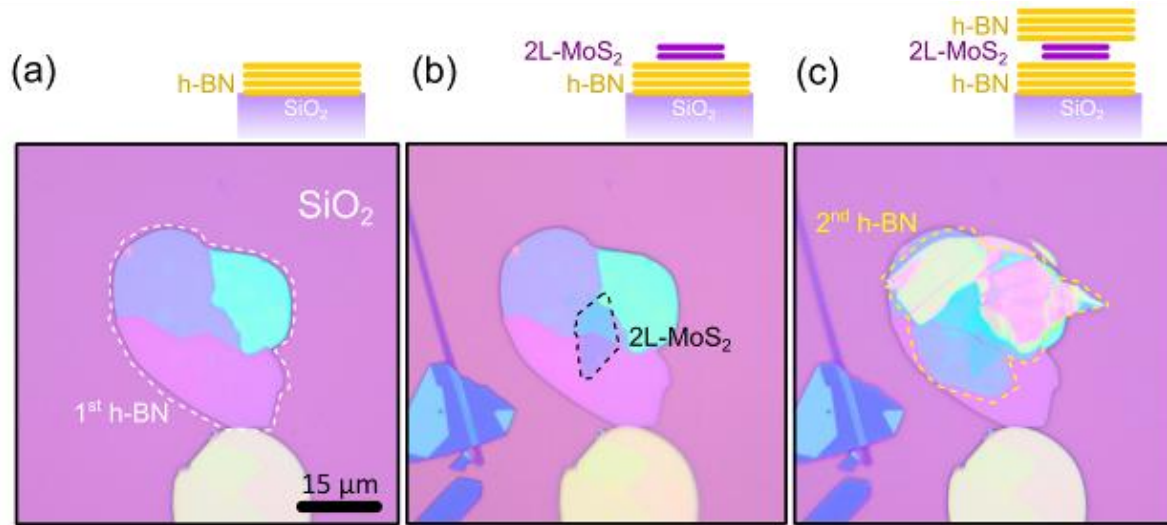 (a)
h-BN
SiO₂
SiO₂
1ˢᵗ h-BN
15 µm
(b)
2L-MoS₂
h-BN
SiO₂
2L-MoS₂
(c)
h-BN
2L-MoS₂
h-BN
SiO₂
2ⁿᵈ h-BN